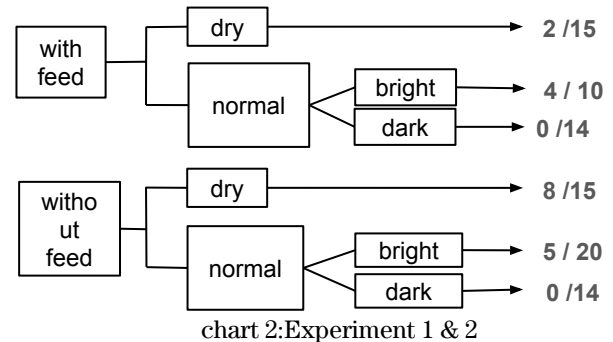 with
feed
dry
2 /15
normal
bright
4 / 10
dark
0 /14
witho
ut
feed
dry
8 /15
normal
bright
5 / 20
dark
0 /14
chart 2:Experiment 1 & 2